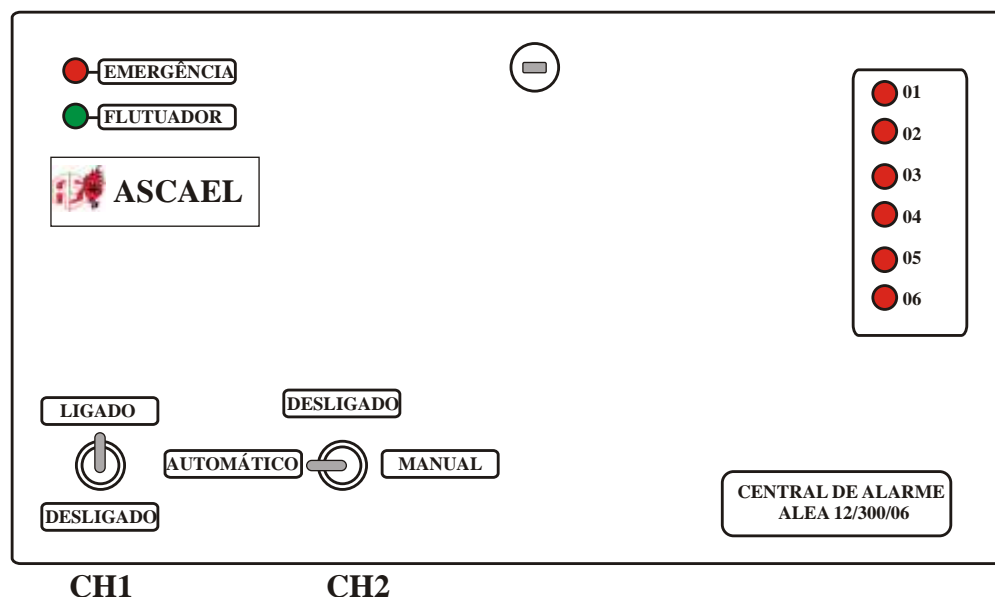 EMERGÊNCIA
FLUTUADOR
ASCAEL
01
02
03
04
05
06
LIGADO
DESLIGADO
DESLIGADO
AUTOMÁTICO
MANUAL
CENTRAL DE ALARME
ALEA 12/300/06
CH1
CH2